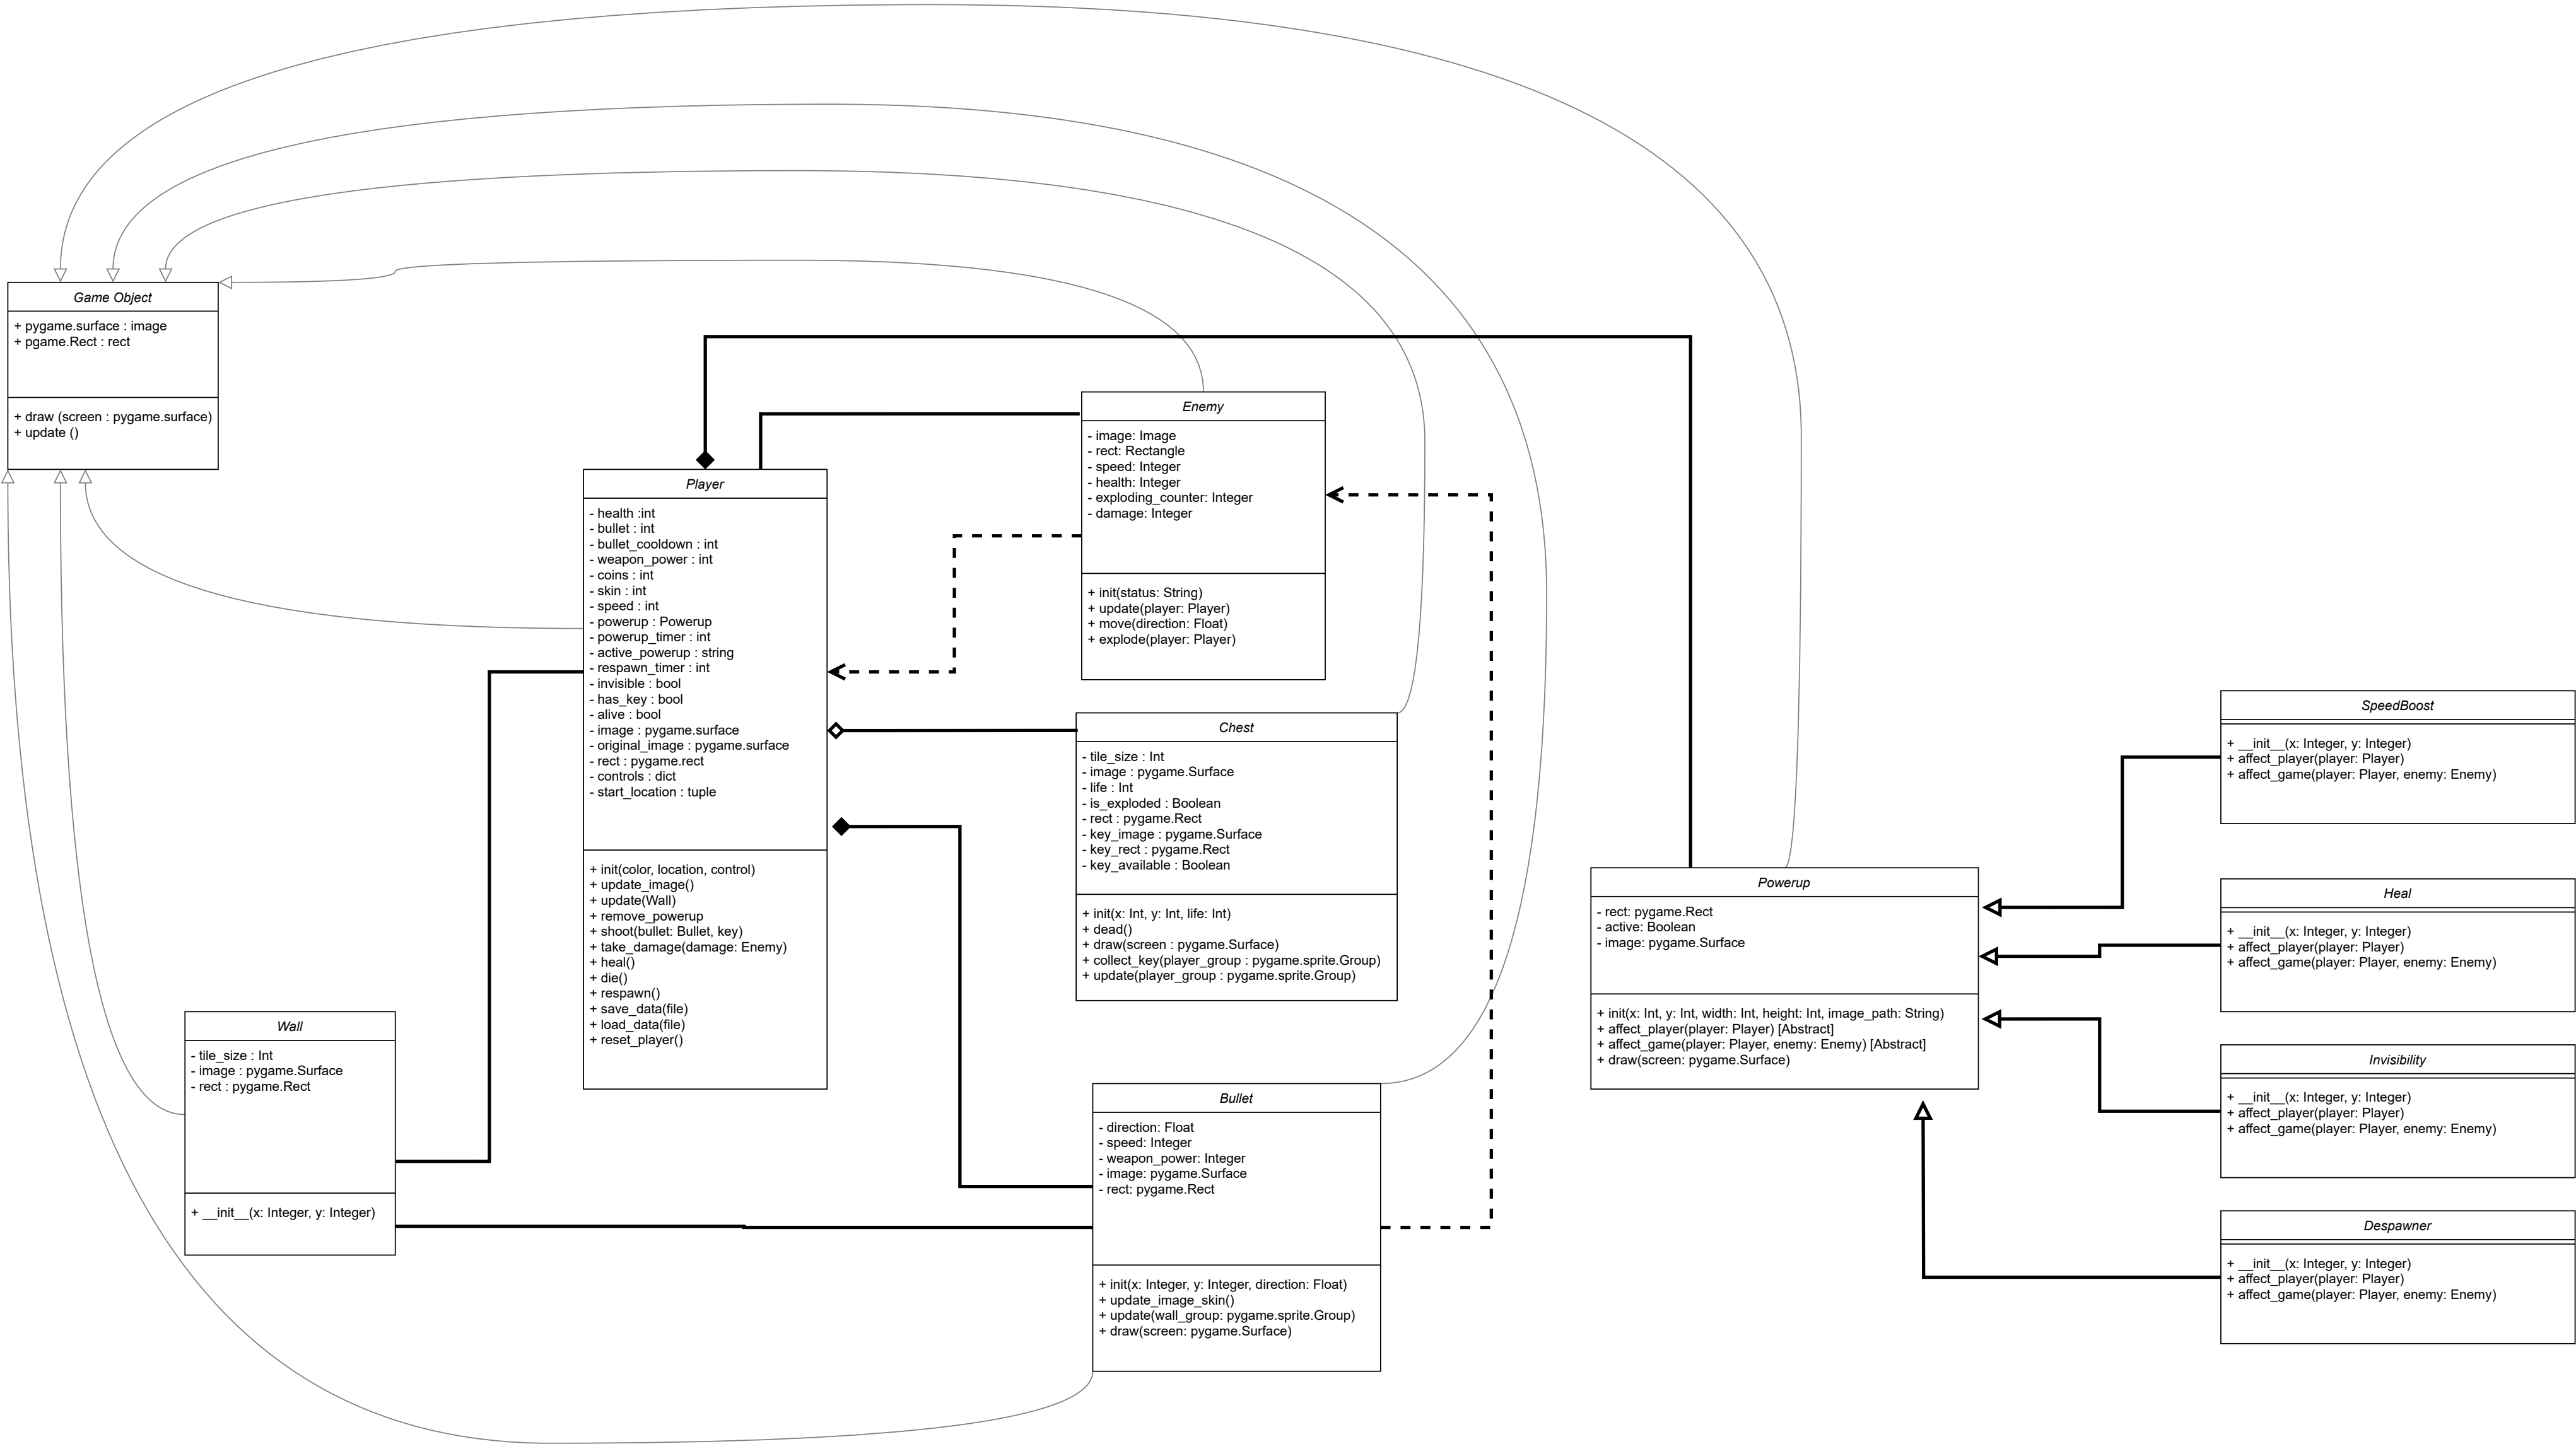 Game Object
+ pygame.surface : image
+ pgame.Rect : rect
+ draw (screen : pygame.surface)
+ update ()
Enemy
- image: Image
- rect: Rectangle
- speed: Integer
- health: Integer
- exploding_counter: Integer
- damage: Integer
+ init(status: String)
+ update(player: Player)
+ move(direction: Float)
+ explode(player: Player)
Player
- health :int
- bullet : int
- bullet_cooldown : int
- weapon_power : int
- coins : int
- skin : int
- speed : int
- powerup : Powerup
- powerup_timer : int
- active_powerup : string
- respawn_timer : int
- invisible : bool
- has_key : bool
- alive : bool
- image : pygame.surface
- original_image : pygame.surface
- rect : pygame.rect
- controls : dict
- start_location : tuple
+ init(color, location, control)
+ update_image()
+ update(Wall)
+ remove_powerup
+ shoot(bullet: Bullet, key)
+ take_damage(damage: Enemy)
+ heal()
+ die()
+ respawn()
+ save_data(file)
+ load_data(file)
+ reset_player()
Chest
- tile_size : Int
- image : pygame.Surface
- life : Int
- is_exploded : Boolean
- rect : pygame.Rect
- key_image : pygame.Surface
- key_rect : pygame.Rect
- key_available : Boolean
+ init(x: Int, y: Int, life: Int)
+ dead()
+ draw(screen : pygame.Surface)
+ collect_key(player_group : pygame.sprite.Group)
+ update(player_group : pygame.sprite.Group)
Wall
- tile_size : Int
- image : pygame.Surface
- rect : pygame.Rect
+ __init__(x: Integer, y: Integer)
Bullet
- direction: Float
- speed: Integer
- weapon_power: Integer
- image: pygame.Surface
- rect: pygame.Rect
+ init(x: Integer, y: Integer, direction: Float)
+ update_image_skin()
+ update(wall_group: pygame.sprite.Group)
+ draw(screen: pygame.Surface)
Powerup
- rect: pygame.Rect
- active: Boolean
- image: pygame.Surface
+ init(x: Int, y: Int, width: Int, height: Int, image_path: String)
+ affect_player(player: Player) [Abstract]
+ affect_game(player: Player, enemy: Enemy) [Abstract]
+ draw(screen: pygame.Surface)
SpeedBoost
+ __init__(x: Integer, y: Integer)
+ affect_player(player: Player)
+ affect_game(player: Player, enemy: Enemy)
Heal
+ __init__(x: Integer, y: Integer)
+ affect_player(player: Player)
+ affect_game(player: Player, enemy: Enemy)
Invisibility
+ __init__(x: Integer, y: Integer)
+ affect_player(player: Player)
+ affect_game(player: Player, enemy: Enemy)
Despawner
+ __init__(x: Integer, y: Integer)
+ affect_player(player: Player)
+ affect_game(player: Player, enemy: Enemy)